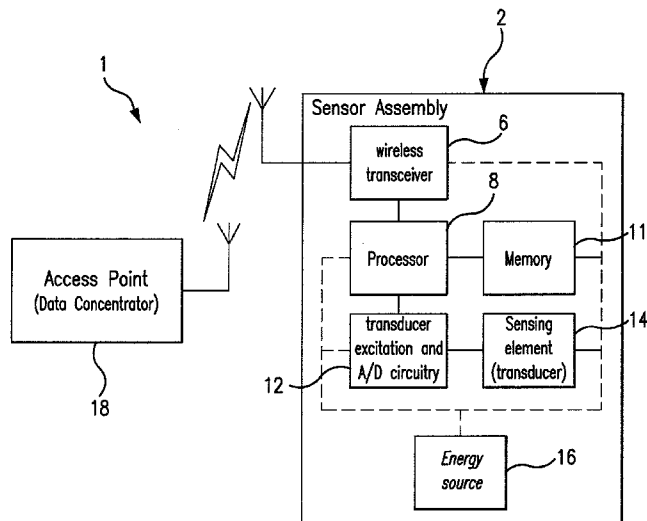 2
1
Sensor Assembly
6
wireless
transceiver
8
11
Processor
Memory
Access Point
(Data Concentrator)
transducer
excitation and
A/D circuitry
Sensing
element
(transducer)
14
12
18
Energy
source
16